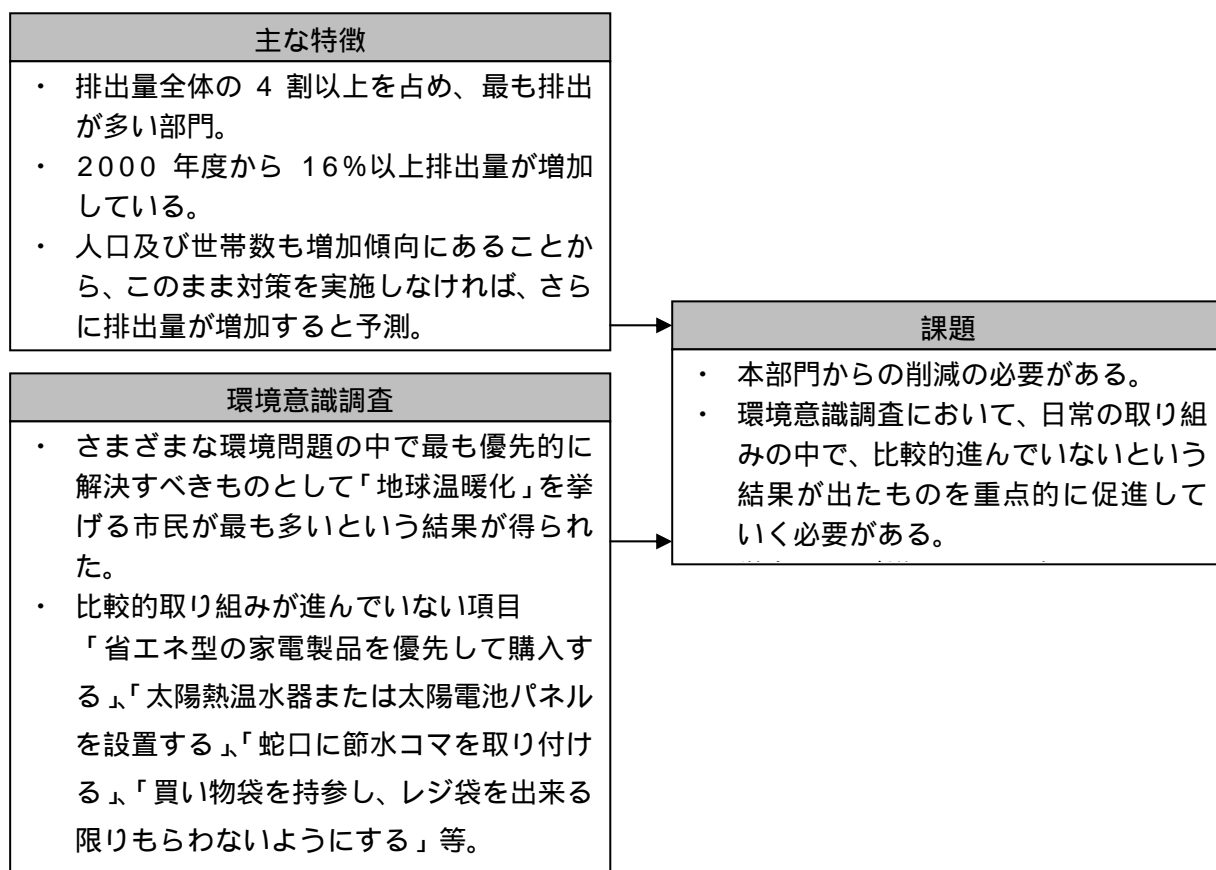 主な特徴
・ 排出量全体の 4 割以上を占め、最も排出
が多い部門。
・ 2000 年度から 16%以上排出量が増加
している。
・ 人口及び世帯数も増加傾向にあることか
ら、このまま対策を実施しなければ、さら
に排出量が増加すると予測。
環境意識調査
・ さまざまな環境問題の中で最も優先的に
解決すべきものとして「地球温暖化」を挙
げる市民が最も多いという結果が得られ
た。
・ 比較的取り組みが進んでいない項目
「省エネ型の家電製品を優先して購入す
る」、「太陽熱温水器または太陽電池パネル
を設置する」、「蛇口に節水コマを取り付け
る」、「買い物袋を持参し、レジ袋を出来る
限りもらわないようにする」等。
課題
・ 本部門からの削減の必要がある。
・ 環境意識調査において、日常の取り組
みの中で、比較的進んでいないという
結果が出たものを重点的に促進して
いく必要がある。